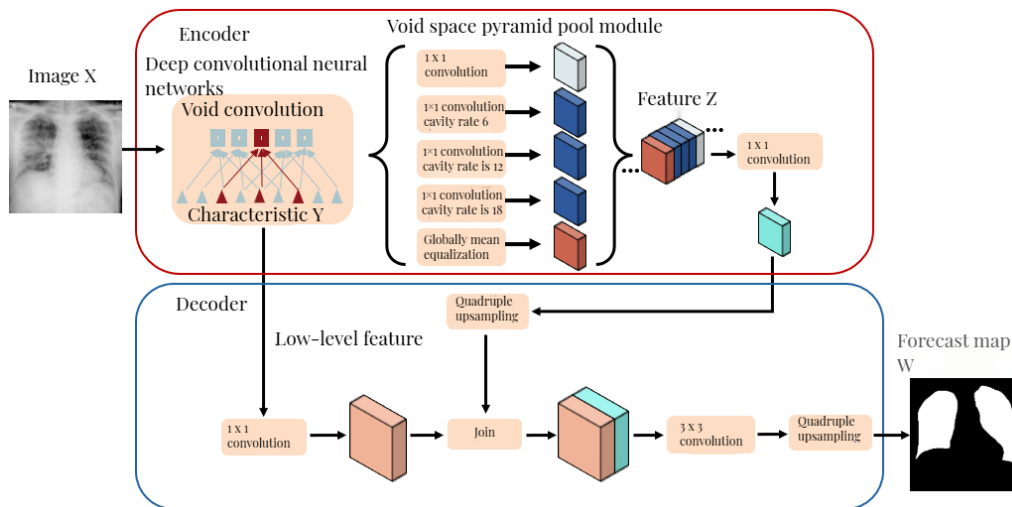 Encoder
Void space pyramid pool module
Image X
Deep convolutional neural
networks
Void convolution
Characteristic Y
1 x 1
convolution
1×1 convolution
cavity rate 6
1×1 convolution
cavity rate is 12
1×1 convolution
cavity rate is 18
Globally mean
equalization
Feature Z
1 x 1
convolution
Decoder
Quadruple
upsampling
Low-level feature
1 x 1
convolution
Join
3 x 3
convolution
Quadruple
upsampling
Forecast map
W